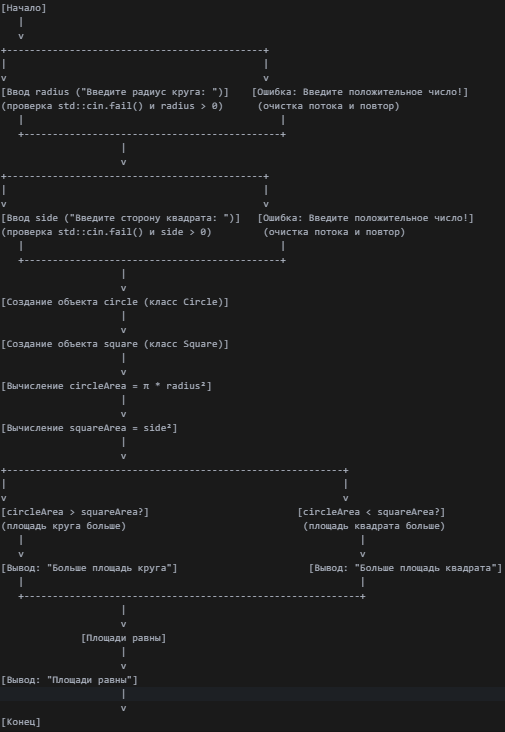 [Начало]
[Ввод radius ("Введите радиус круга: ")]    [Ошибка: Введите положительное число!]
(проверка std::cin.fail() и radius > 0)      (очистка потока и повтор)
[Ввод side ("Введите сторону квадрата: ")]   [Ошибка: Введите положительное число!]
(проверка std::cin.fail() и side > 0)         (очистка потока и повтор)
[Создание объекта circle (класс Circle)]
[Создание объекта square (класс Square)]
[Вычисление circleArea = π * radius²]
[Вычисление squareArea = side²]
[circleArea > squareArea?]                          [circleArea < squareArea?]
(площадь круга больше)                               (площадь квадрата больше)
[Вывод: "Больше площадь круга"]                       [Вывод: "Больше площадь квадрата"]
[Площади равны]
[Вывод: "Площади равны"]
[Конец]